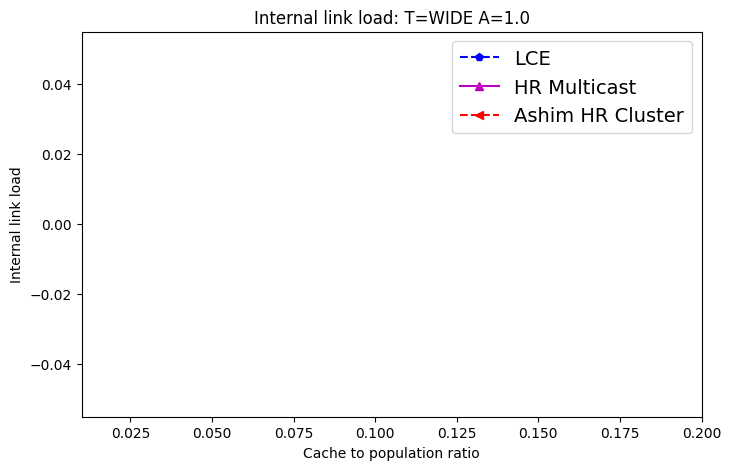 Internal link load: T=WIDE A=1.0
LCE
HR Multicast
Ashim HR Cluster
Internal link load
0.04
0.02
0.00
−0.02
−0.04
0.025 0.050 0.075 0.100 0.125 0.150 0.175 0.200
Cache to population ratio